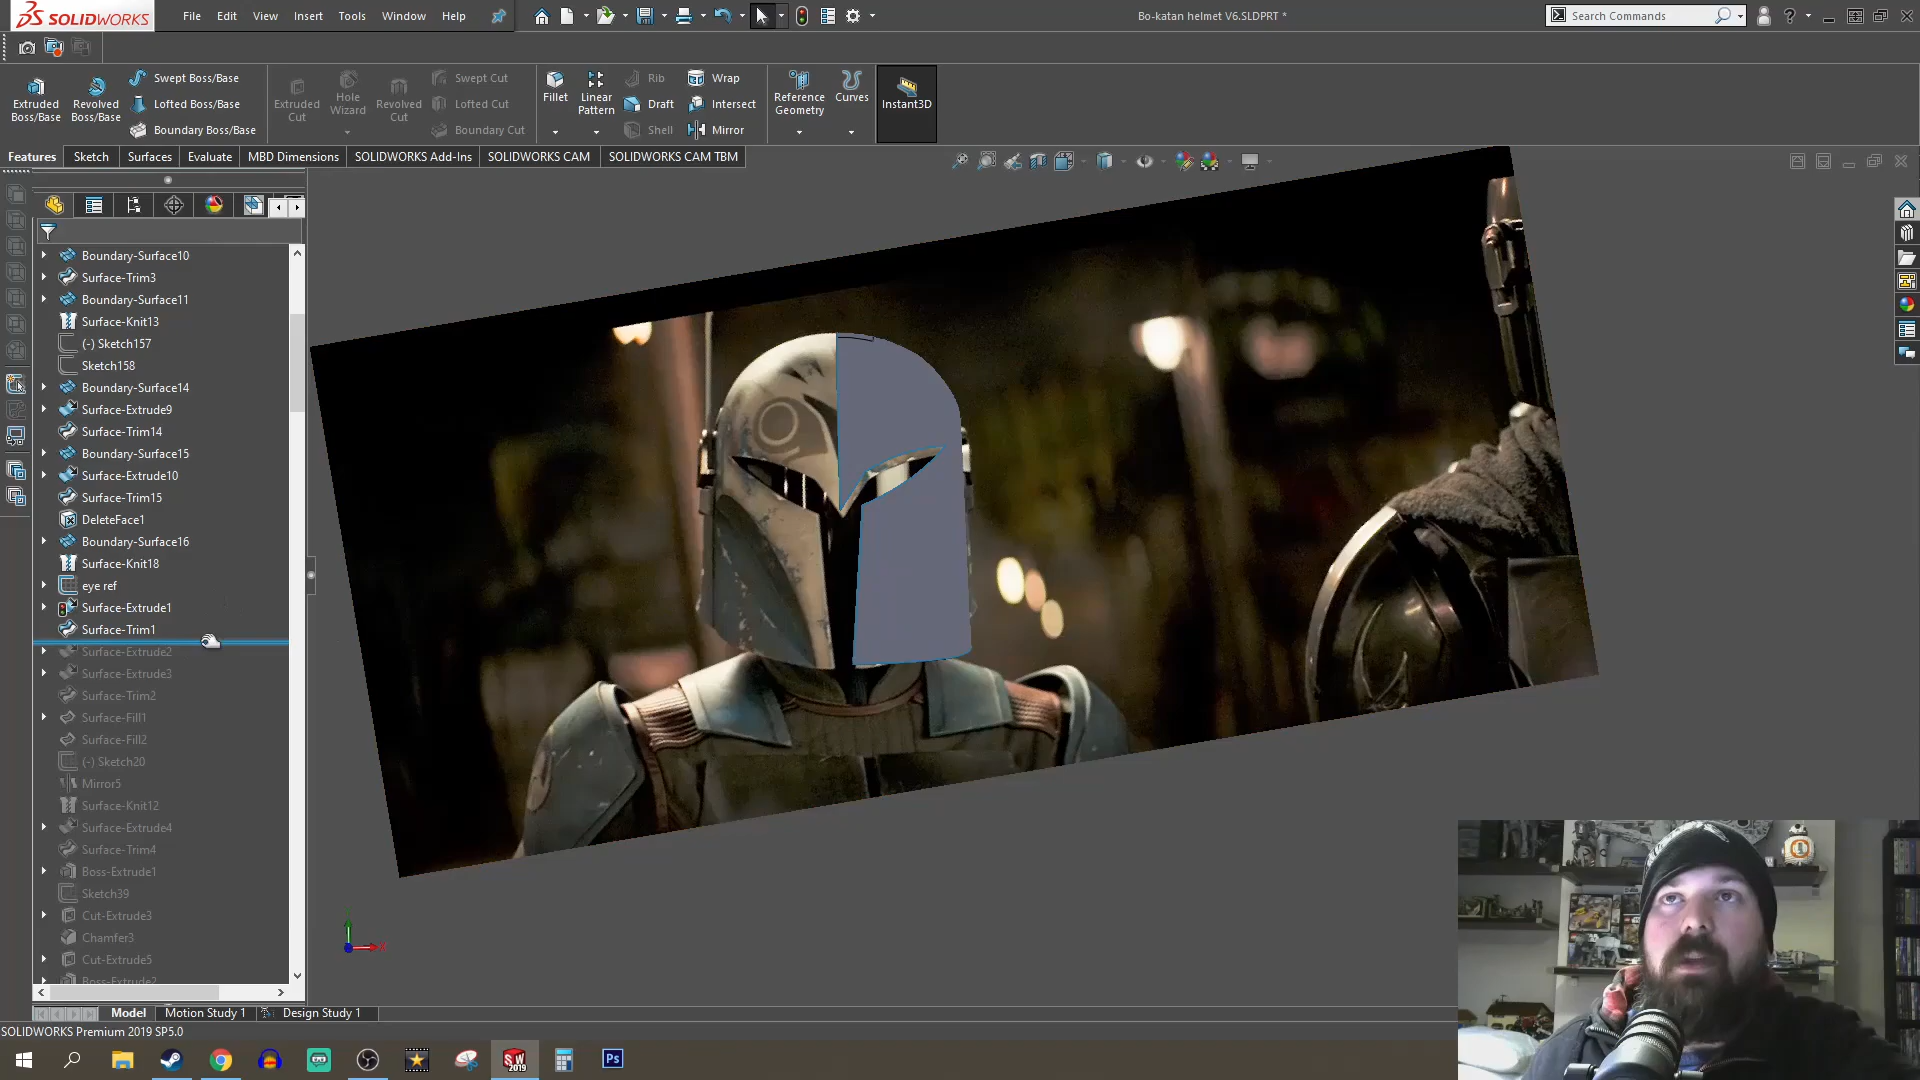 SOLIDWORKS File Edit View Insert Tools Window Help Bo-katan helmet V6.SLDPRT * Search Commands ?
Extruded Boss/Base Revolved Boss/Base Swept Boss/Base Lofted Boss/Base Boundary Boss/Base Extruded Cut Hole Wizard Revolved Cut Swept Cut Lofted Cut Boundary Cut Fillet Linear Pattern Rib Draft Shell Wrap Intersect Mirror Reference Geometry Curves Instant3D
Features Sketch Surfaces Evaluate MBD Dimensions SOLIDWORKS Add-Ins SOLIDWORKS CAM SOLIDWORKS CAM TBM
Boundary-Surface10
Surface-Trim3
Boundary-Surface11
Surface-Knit13
(-) Sketch157
Sketch158
Boundary-Surface14
Surface-Extrude9
Surface-Trim14
Boundary-Surface15
Surface-Extrude10
Surface-Trim15
DeleteFace1
Boundary-Surface16
Surface-Knit18
eye ref
Surface-Extrude1
Surface-Trim1
Surface-Extrude2
Surface-Extrude3
Surface-Trim2
Surface-Fill1
Surface-Fill2
(-) Sketch20
Mirror5
Surface-Knit12
Surface-Extrude4
Surface-Trim4
Boss-Extrude1
Sketch39
Cut-Extrude3
Chamfer3
Cut-Extrude5
Boss-Extrude2
Model Motion Study 1 Design Study 1
SOLIDWORKS Premium 2019 SP5.0
SW 2019 Ps